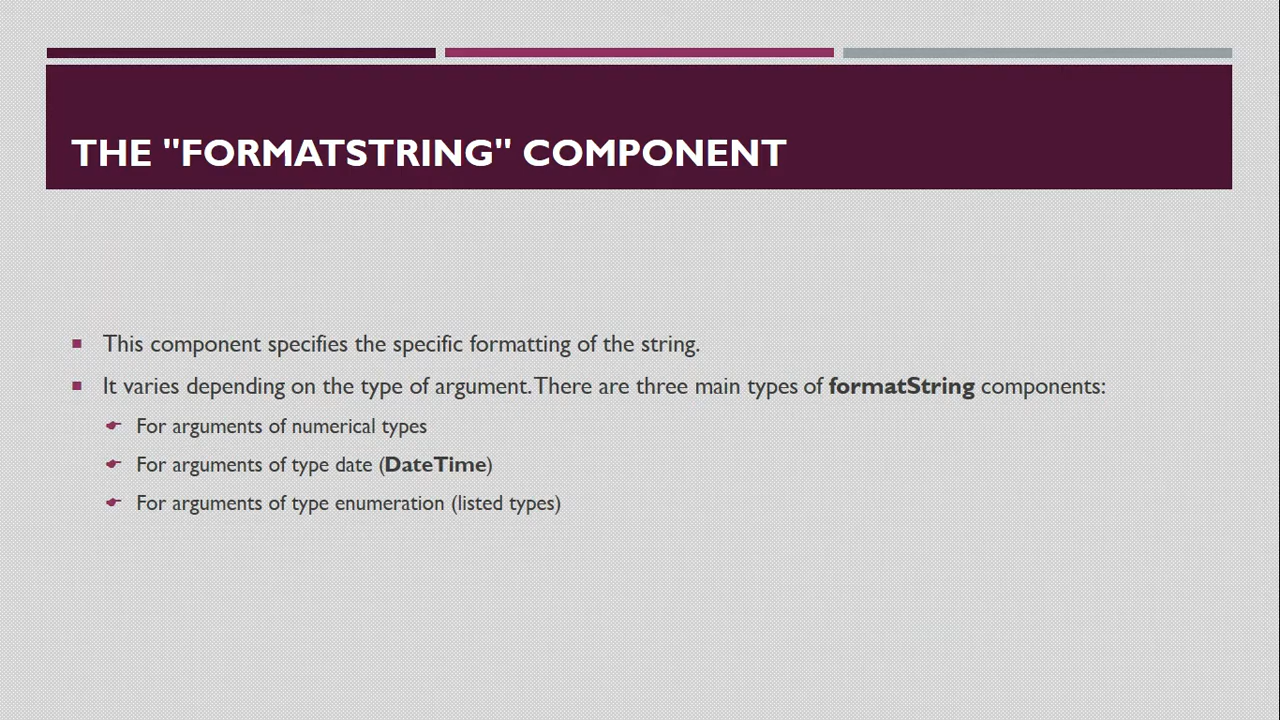 THE "FORMATSTRING" COMPONENT
This component specifies the specific formatting of the string.
It varies depending on the type of argument. There are three main types of formatString components:
For arguments of numerical types
For arguments of type date (DateTime)
For arguments of type enumeration (listed types)